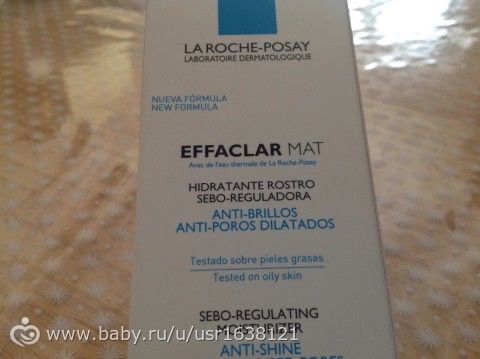 LA ROCHE-POSAY
LABORATOIRE DERMATOLOGIQUE
NUEVA FÓRMULA
NEW FORMULA
EFFACLAR MAT
Avec de l'eau thermale de La Roche-Posay
HIDRATANTE ROSTRO
SEBO-REGULADORA
ANTI-BRILLOS
ANTI-POROS DILATADOS
Testado sobre pieles grasas
Tested on oily skin
SEBO-REGULATING
MOISTURIZER
ANTI-SHINE
www.baby.ru/u/usr1638121